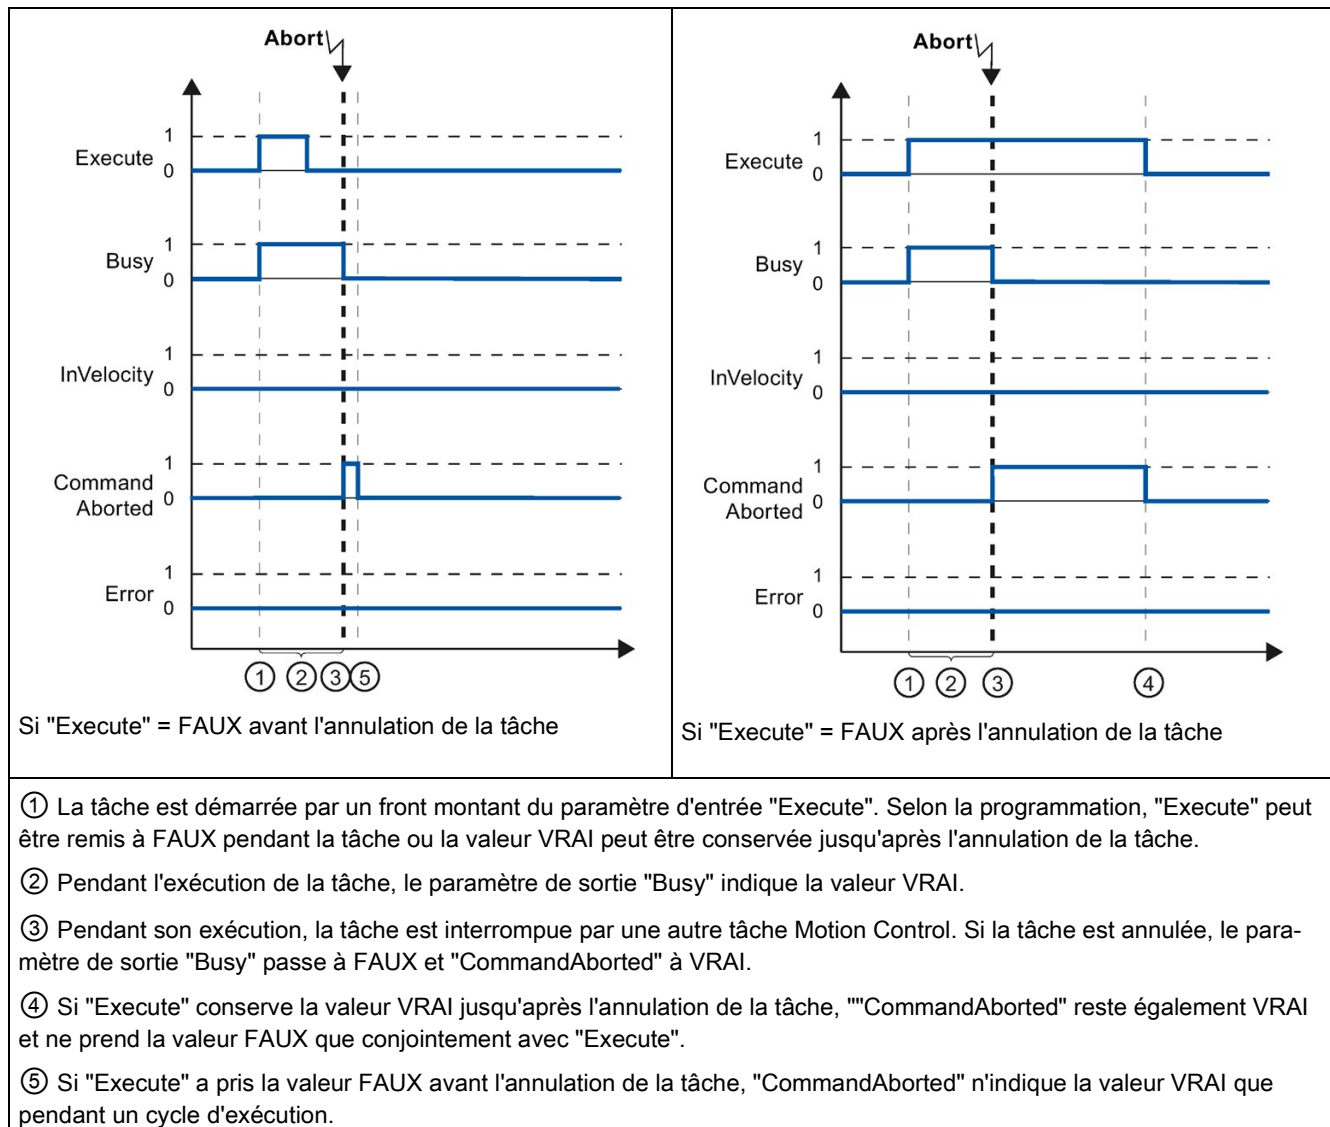 Abort
1
Execute
0
1
Busy
0
1
InVelocity
0
1
Command
Aborted
0
1
Error
0
① ② ③ ⑤
Si "Execute" = FAUX avant l'annulation de la tâche
Abort
1
Execute
0
1
Busy
0
1
InVelocity
0
1
Command
Aborted
0
1
Error
0
① ② ③ ④
Si "Execute" = FAUX après l'annulation de la tâche
① La tâche est démarrée par un front montant du paramètre d'entrée "Execute". Selon la programmation, "Execute" peut
être remis à FAUX pendant la tâche ou la valeur VRAI peut être conservée jusqu'après l'annulation de la tâche.
② Pendant l'exécution de la tâche, le paramètre de sortie "Busy" indique la valeur VRAI.
③ Pendant son exécution, la tâche est interrompue par une autre tâche Motion Control. Si la tâche est annulée, le para-
mètre de sortie "Busy" passe à FAUX et "CommandAborted" à VRAI.
④ Si "Execute" conserve la valeur VRAI jusqu'après l'annulation de la tâche, ""CommandAborted" reste également VRAI
et ne prend la valeur FAUX que conjointement avec "Execute".
⑤ Si "Execute" a pris la valeur FAUX avant l'annulation de la tâche, "CommandAborted" n'indique la valeur VRAI que
pendant un cycle d'exécution.